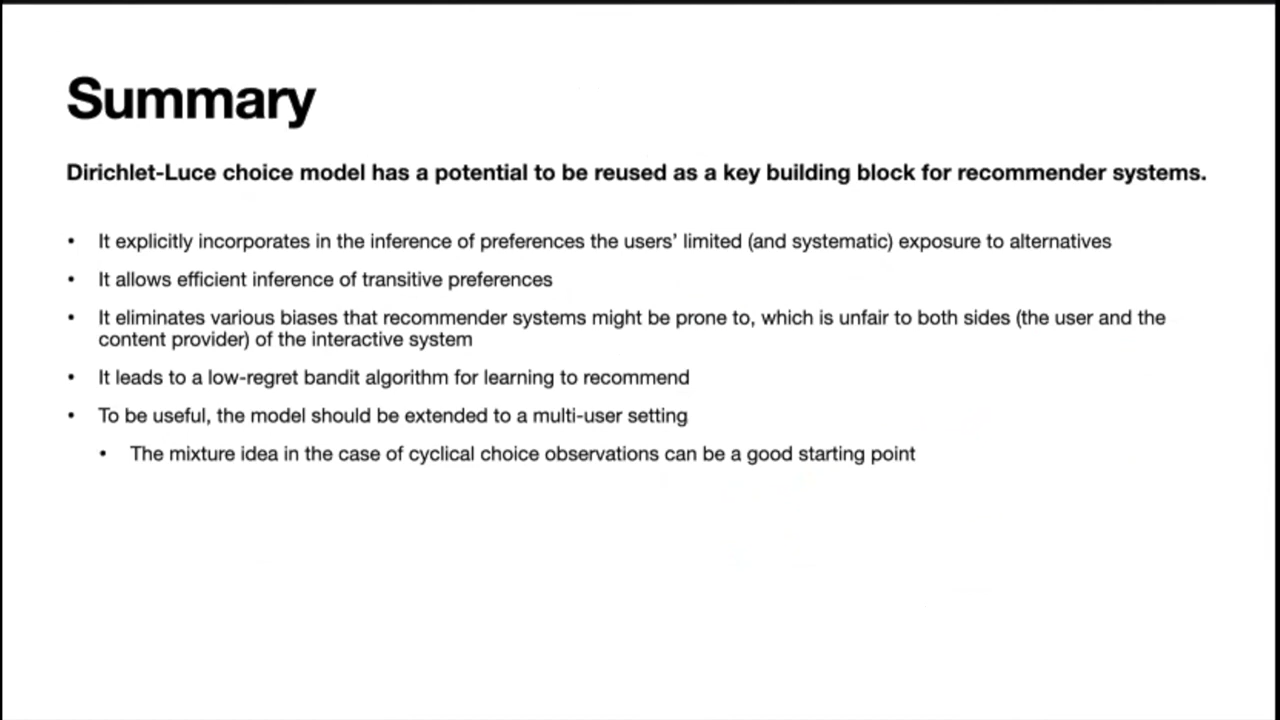 Summary
Dirichlet-Luce choice model has a potential to be reused as a key building block for recommender systems.
• It explicitly incorporates in the inference of preferences the users’ limited (and systematic) exposure to alternatives
• It allows efficient inference of transitive preferences
• It eliminates various biases that recommender systems might be prone to, which is unfair to both sides (the user and the
content provider) of the interactive system
• It leads to a low-regret bandit algorithm for learning to recommend
• To be useful, the model should be extended to a multi-user setting
• The mixture idea in the case of cyclical choice observations can be a good starting point